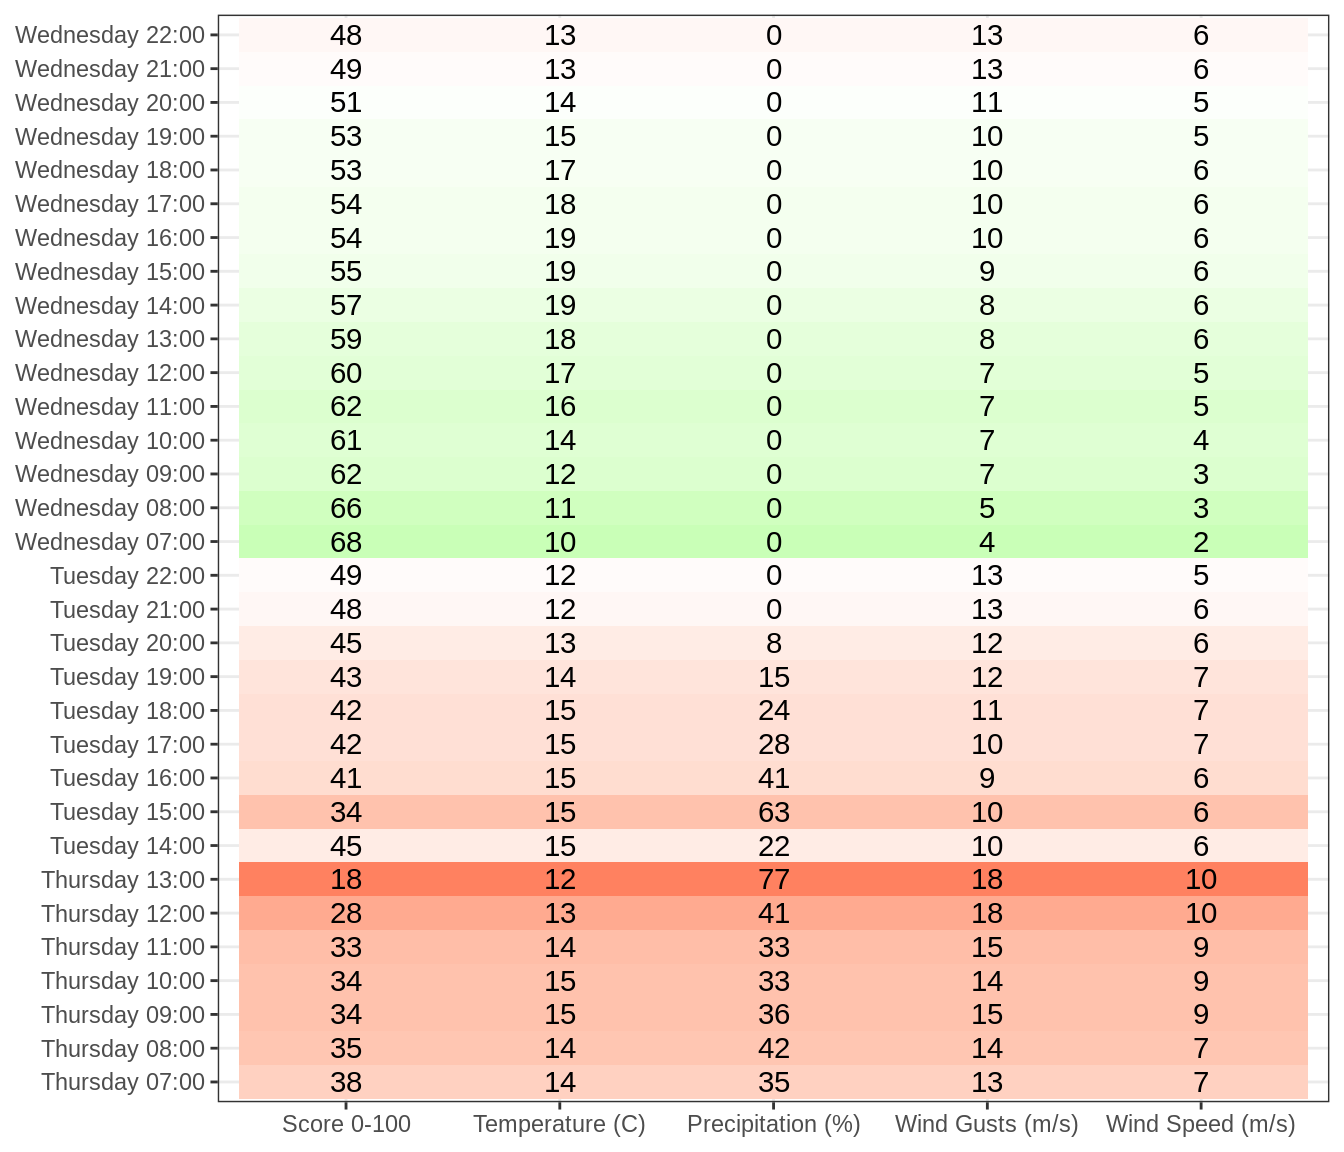 Wednesday 22:00 48 13 0 13 6
Wednesday 21:00 49 13 0 13 6
Wednesday 20:00 51 14 0 11 5
Wednesday 19:00 53 15 0 10 5
Wednesday 18:00 53 17 0 10 6
Wednesday 17:00 54 18 0 10 6
Wednesday 16:00 54 19 0 10 6
Wednesday 15:00 55 19 0 9 6
Wednesday 14:00 57 19 0 8 6
Wednesday 13:00 59 18 0 8 6
Wednesday 12:00 60 17 0 7 5
Wednesday 11:00 62 16 0 7 5
Wednesday 10:00 61 14 0 7 4
Wednesday 09:00 62 12 0 7 3
Wednesday 08:00 66 11 0 5 3
Wednesday 07:00 68 10 0 4 2
Tuesday 22:00 49 12 0 13 5
Tuesday 21:00 48 12 0 13 6
Tuesday 20:00 45 13 8 12 6
Tuesday 19:00 43 14 15 12 7
Tuesday 18:00 42 15 24 11 7
Tuesday 17:00 42 15 28 10 7
Tuesday 16:00 41 15 41 9 6
Tuesday 15:00 34 15 63 10 6
Tuesday 14:00 45 15 22 10 6
Thursday 13:00 18 12 77 18 10
Thursday 12:00 28 13 41 18 10
Thursday 11:00 33 14 33 15 9
Thursday 10:00 34 15 33 14 9
Thursday 09:00 34 15 36 15 9
Thursday 08:00 35 14 42 14 7
Thursday 07:00 38 14 35 13 7
Score 0-100 Temperature (C) Precipitation (%) Wind Gusts (m/s) Wind Speed (m/s)